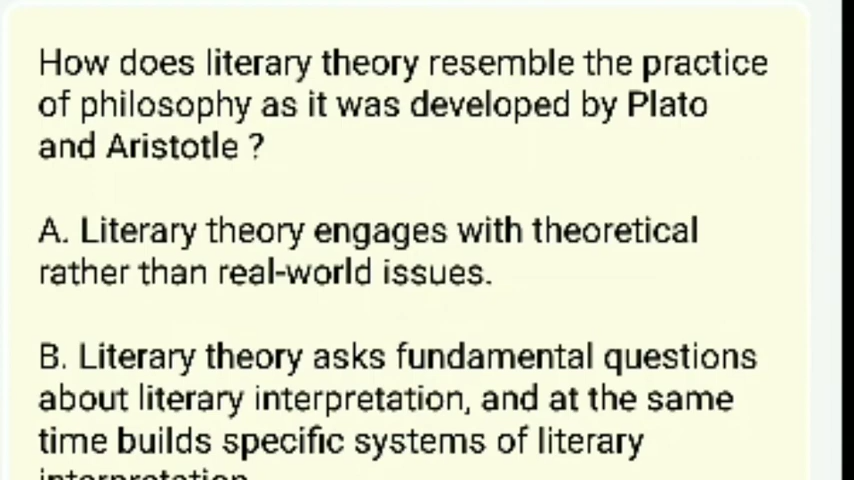 How does literary theory resemble the practice
of philosophy as it was developed by Plato
and Aristotle ?
A. Literary theory engages with theoretical
rather than real-world issues.
B. Literary theory asks fundamental questions
about literary interpretation, and at the same
time builds specific systems of literary
interpretation